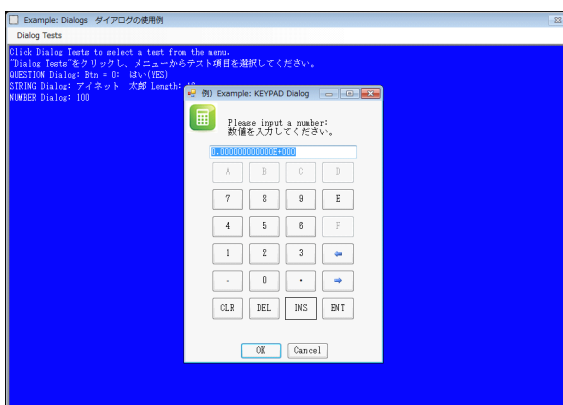 Example: Dialogs ダイアログの使用例
Dialog Tests
Click Dialog Tests to select a test from the menu.
"Dialog Tests"をクリックし、メニューからテスト項目を選択してください。
QUESTION Dialog: Btn = 0: はい(YES)
STRING Dialog: アイネット 太郎 Length:
NUMBER Dialog: 100
例) Example: KEYPAD Dialog
Please input a number:
数値を入力してください。
0.000000000000E+000
A B C D
7 8 9 E
4 5 6 F
1 2 3
- 0 .
CLR DEL INS ENT
OK Cancel